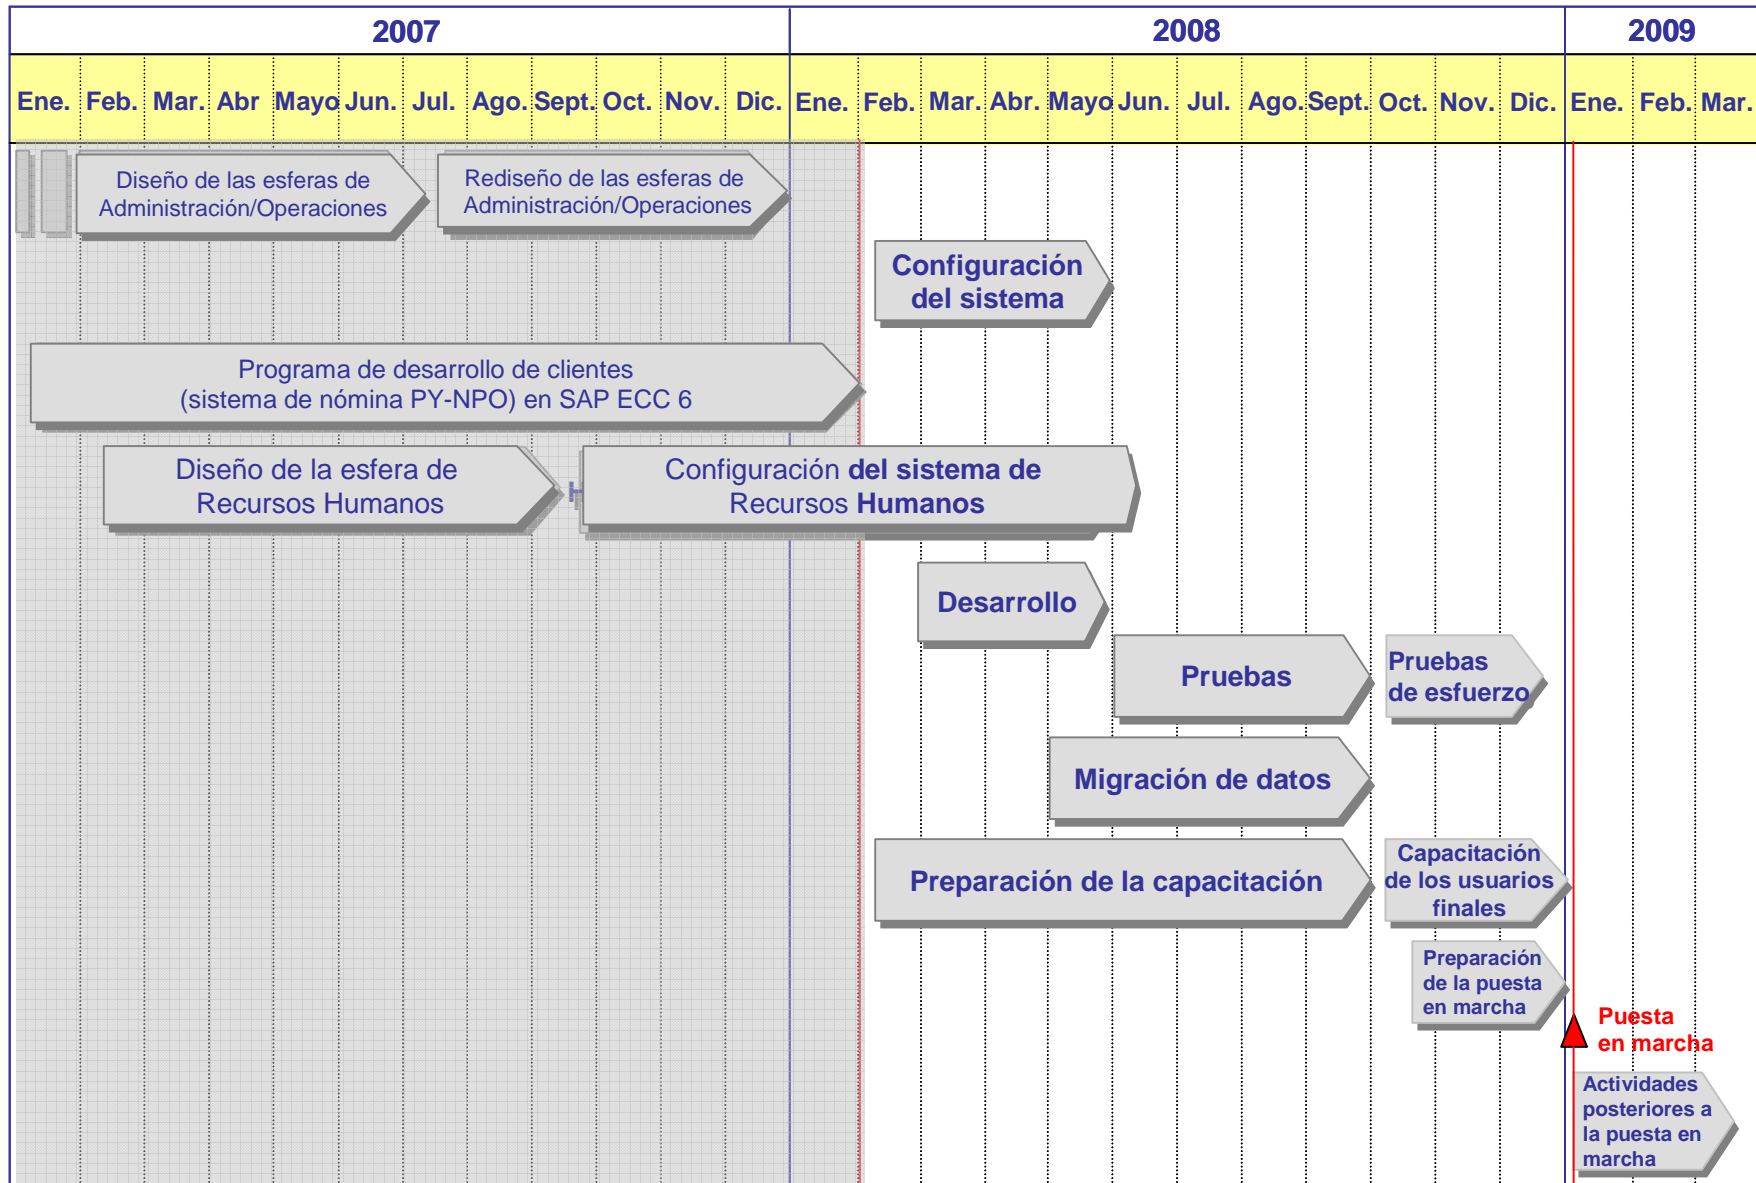 2007 2008 2009
Ene. Feb. Mar. Abr Mayo Jun. Jul. Ago. Sept. Oct. Nov. Dic. Ene. Feb. Mar. Abr. Mayo Jun. Jul. Ago. Sept. Oct. Nov. Dic. Ene. Feb. Mar.
Diseño de las esferas de
Administración/Operaciones
Rediseño de las esferas de
Administración/Operaciones
Configuración
del sistema
Programa de desarrollo de clientes
(sistema de nómina PY-NPO) en SAP ECC 6
Diseño de la esfera de
Recursos Humanos
Configuración del sistema de
Recursos Humanos
Desarrollo
Pruebas
Pruebas
de esfuerzo
Migración de datos
Preparación de la capacitación
Capacitación
de los usuarios
finales
Preparación
de la puesta
en marcha
Puesta
en marcha
Actividades
posteriores a
la puesta en
marcha